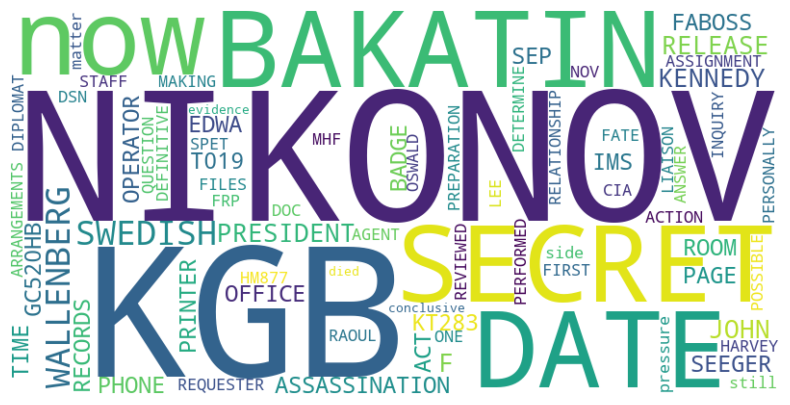 now
BAKATIN
matter
SEP
FABOSS
RELEASE
NOV
ASSIGNMENT
KENNEDY
STAFF
MAKING
DSN
DIPLOMAT
NIKONOV
OPERATOR
evidence
EDWA
SPET
TO19
QUESTION
DEFINITIVE
FILES
FRP
DOC
MHF
BADGE
OSWALD
PREPARATION
LEE
DETERMINE
RELATIONSHIP
IMS
FATE
CIA
LIAISON
ANSWER
INQUIRY
PERSONALLY
ACTION
ARRANGEMENTS
GC520HB
WALLENBERG
SWEDISH
PRESIDENT
AGENT
KGB
SECRET
REVIEWED
PERFORMED
side
FIRST
ROOM
PAGE
POSSIBLE
TIME
RECORDS
PRINTER
HM877
died
OFFICE
RAOUL
conclusive
KT283
ONE
ACT
F
DATE
JOHN
HARVEY
SEEGER
pressure
still
PHONE
REQUESTER
ASSASSINATION